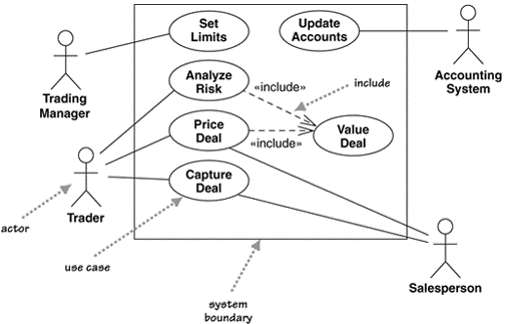 Set
Limits
Update
Accounts
Trading
Manager
Accounting
System
Analyze
Risk
«include»
include
Price
Deal
«include»
Value
Deal
Capture
Deal
Trader
actor
use case
system
boundary
Salesperson